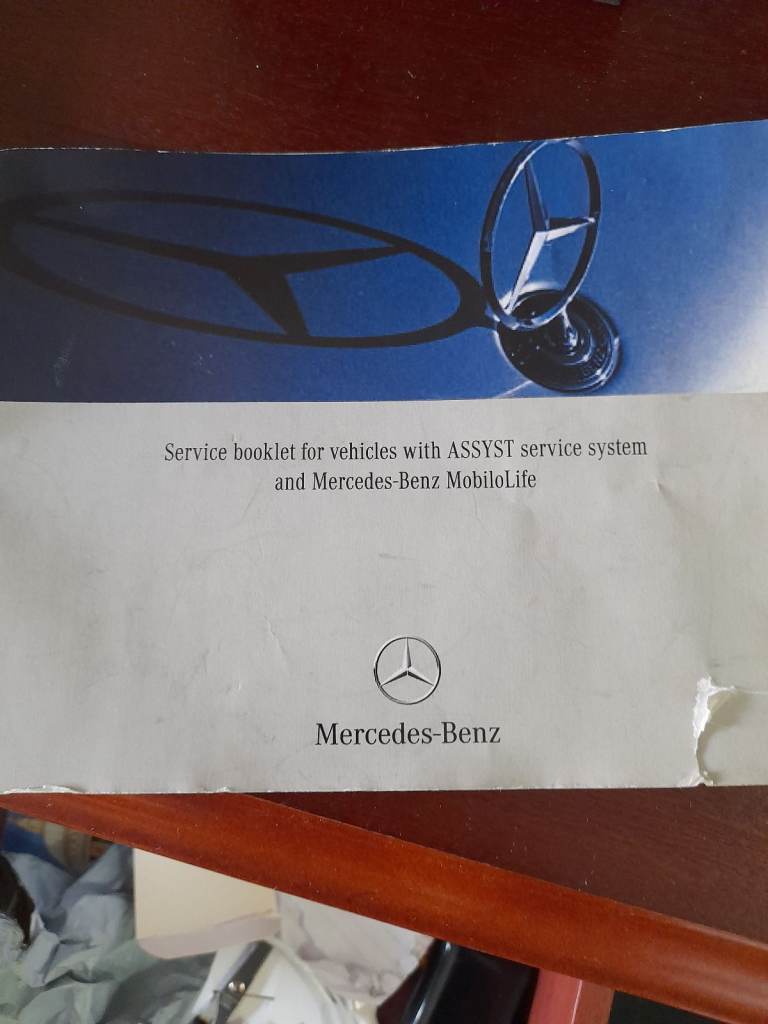 Service booklet for vehicles with ASSYST service system
and Mercedes-Benz MobiloLife
Mercedes-Benz